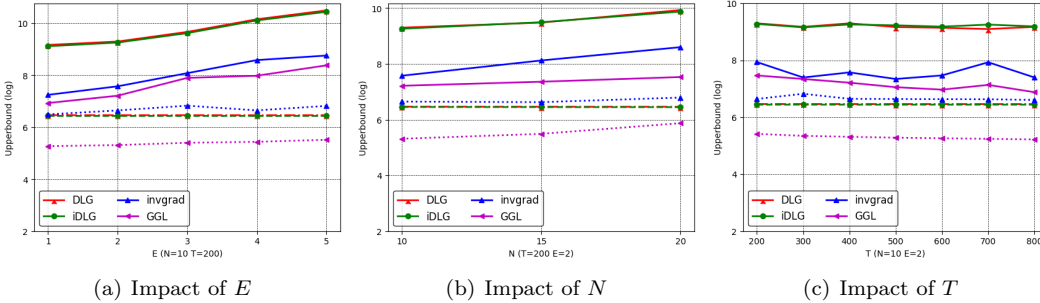 Upperbound (log)
10
8
6
4
2
DLG
iDLG
invgrad
GGL
1 2 3 4 5
E (N=10 T=200)
(a) Impact of E
Upperbound (log)
10
8
6
4
2
DLG
iDLG
invgrad
GGL
10 15 20
N (T=200 E=2)
(b) Impact of N
Upperbound (log)
10
8
6
4
2
DLG
iDLG
invgrad
GGL
200 300 400 500 600 700 800
T (N=10 E=2)
(c) Impact of T